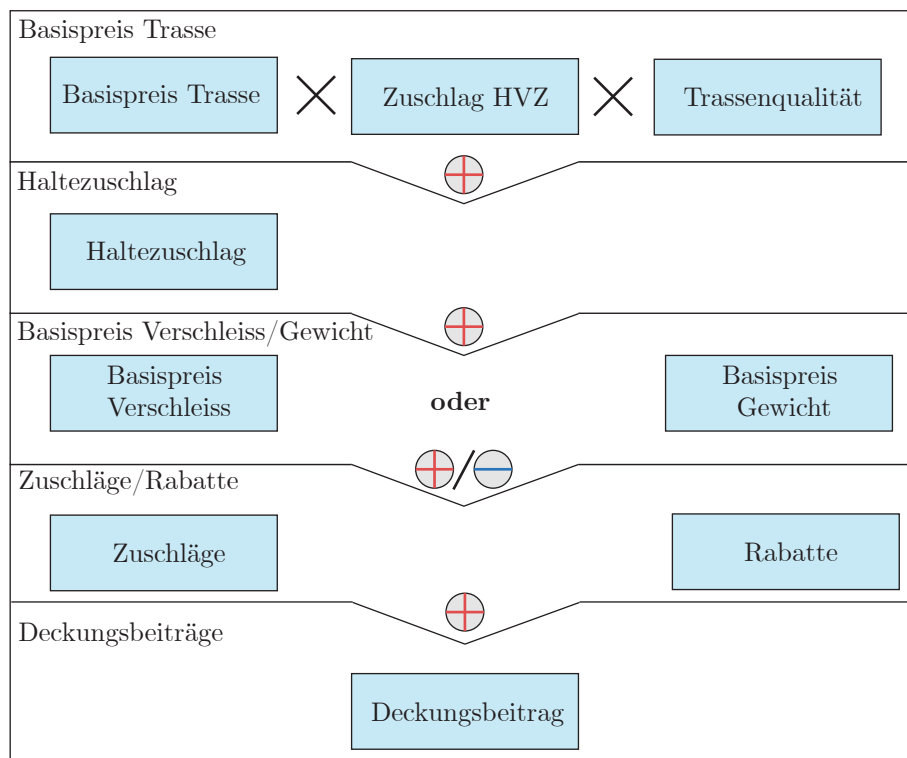 Basispreis Trasse
Basispreis Trasse
Zuschlag HVZ
Trassenqualität
Haltezuschlag
Haltezuschlag
Basispreis Verschleiss/Gewicht
Basispreis
Verschleiss
oder
Basispreis
Gewicht
Zuschläge/Rabatte
Zuschläge
Rabatte
Deckungsbeiträge
Deckungsbeitrag